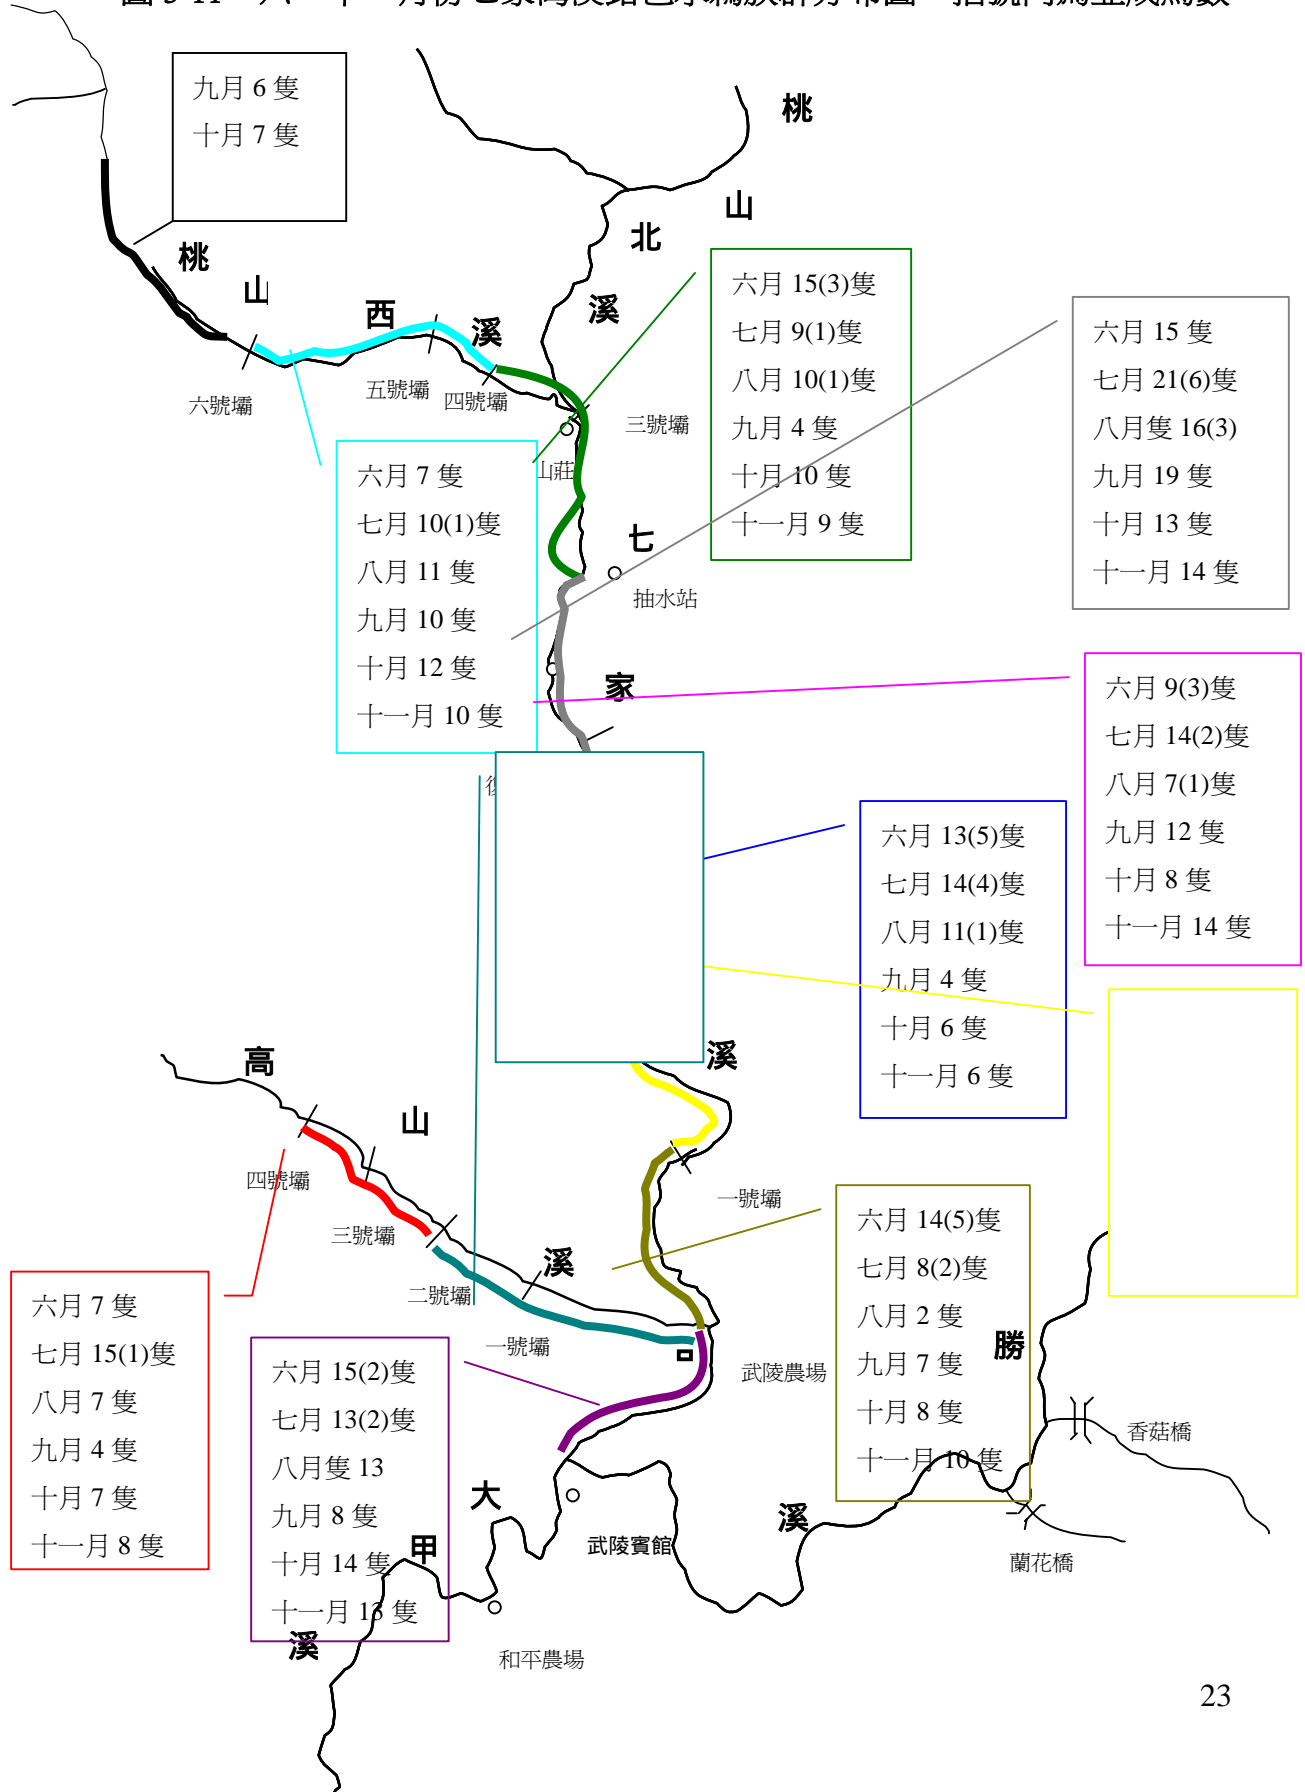 九月 6 隻
十月 7 隻
桃
山
北
溪
桃
山
西
溪
六月 15(3)隻
七月 9(1)隻
八月 10(1)隻
九月 4 隻
十月 10 隻
十一月 9 隻
六月 15 隻
七月 21(6)隻
八月隻 16(3)
九月 19 隻
十月 13 隻
十一月 14 隻
六號壩
五號壩
四號壩
三號壩
山莊
六月 7 隻
七月 10(1)隻
八月 11 隻
九月 10 隻
十月 12 隻
十一月 10 隻
七
抽水站
家
六月 9(3)隻
七月 14(2)隻
八月 7(1)隻
九月 12 隻
十月 8 隻
十一月 14 隻
六月 13(5)隻
七月 14(4)隻
八月 11(1)隻
九月 4 隻
十月 6 隻
十一月 6 隻
溪
高
山
溪
四號壩
三號壩
二號壩
一號壩
一號壩
六月 14(5)隻
七月 8(2)隻
八月 2 隻
九月 7 隻
十月 8 隻
十一月 10 隻
六月 7 隻
七月 15(1)隻
八月 7 隻
九月 4 隻
十月 7 隻
十一月 8 隻
六月 15(2)隻
七月 13(2)隻
八月隻 13
九月 8 隻
十月 14 隻
十一月 13 隻
武陵農場
勝
溪
香菇橋
蘭花橋
大
甲
溪
武陵賓館
和平農場
23